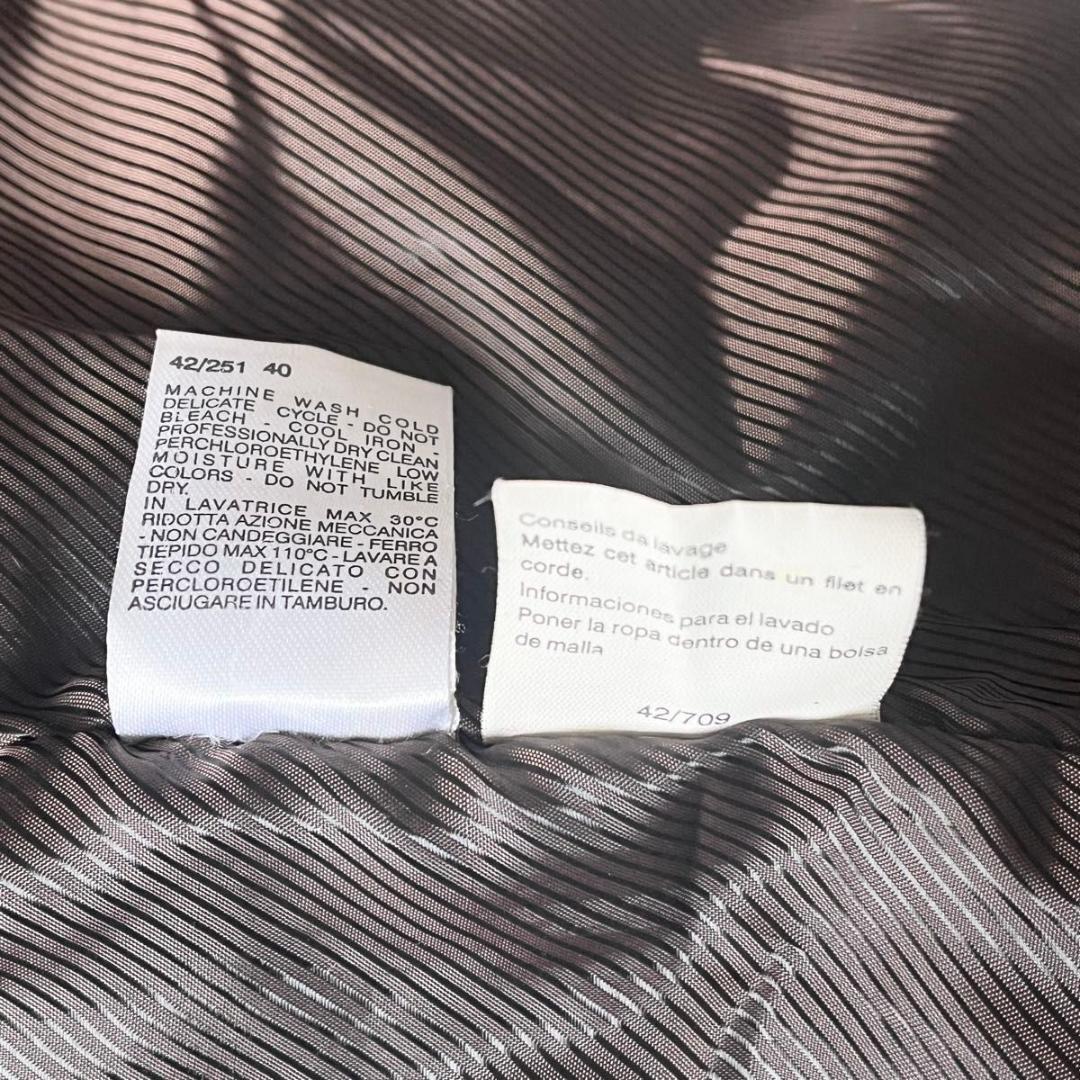 42/251 40
MACHINE WASH COLD
DELICATE CYCLE - DO NOT
BLEACH - COOL IRON -
PROFESSIONALLY DRY CLEAN
PERCHLOROETHYLENE LOW
MOISTURE WITH LIKE
COLORS - DO NOT TUMBLE
DRY.
IN LAVATRICE MAX 30°C
RIDOTTA AZIONE MECCANICA
- NON CANDEGGIARE - FERRO
TIEPIDO MAX 110°C - LAVARE A
SECCO DELICATO CON
PERCLOROETILENE - NON
ASCIUGARE IN TAMBURO.
Conseils da lavage
Mettez cet article dans un filet en
corde.
Informaciones para el lavado
Poner la ropa dentro de una bolsa
de malla
42/709